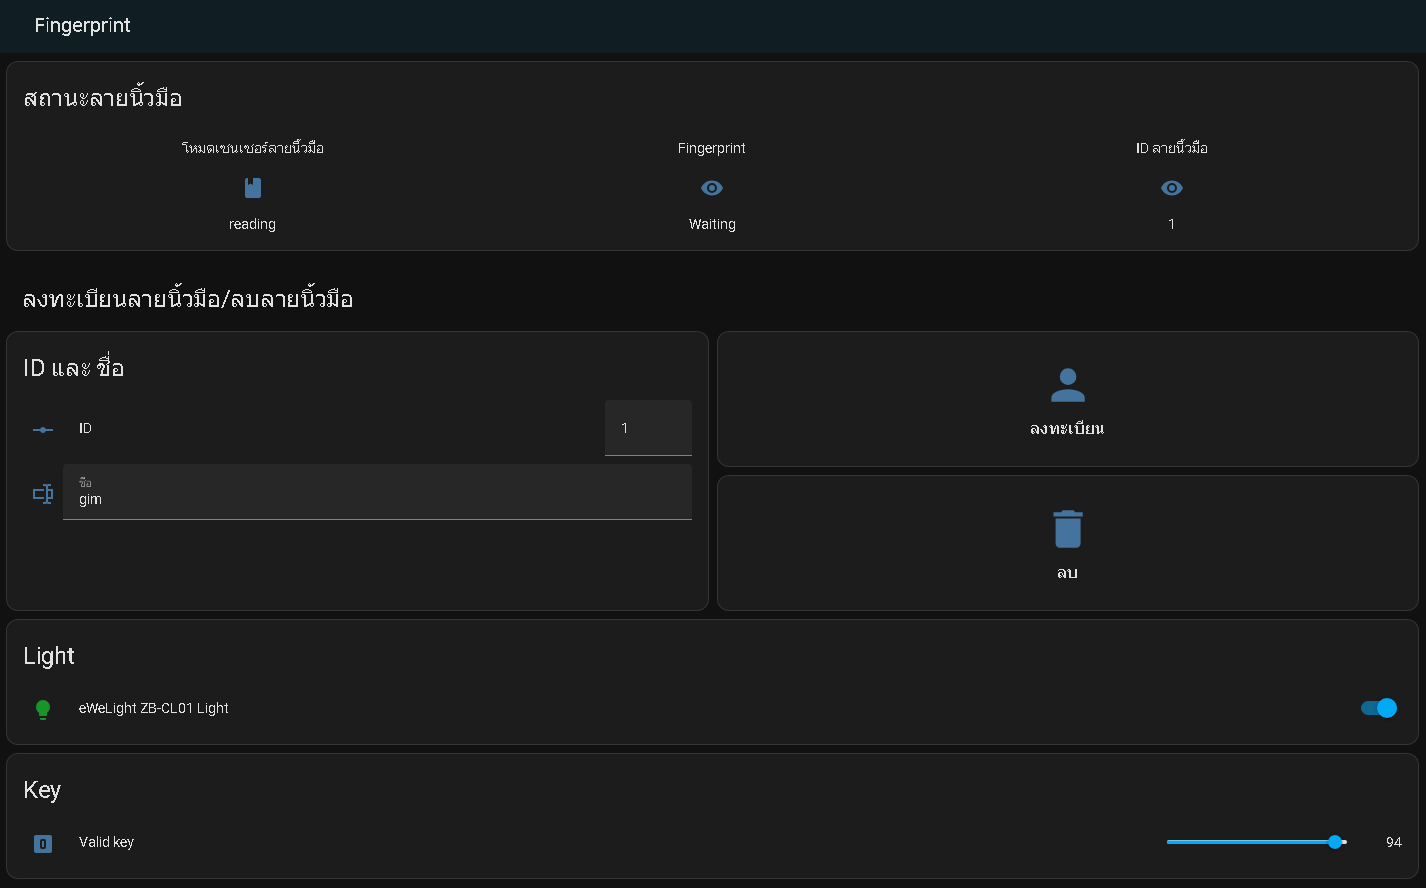 Fingerprint
สถานะลายนิ้วมือ
โหมดเซนเซอร์ลายนิ้วมือ
Fingerprint
ID ลายนิ้วมือ
reading
Waiting
1
ลงทะเบียนลายนิ้วมือ/ลบลายนิ้วมือ
ID และ ชื่อ
ID
1
ชื่อ
gim
ลงทะเบียน
ลบ
Light
eWeLight ZB-CL01 Light
Key
0
Valid key
94